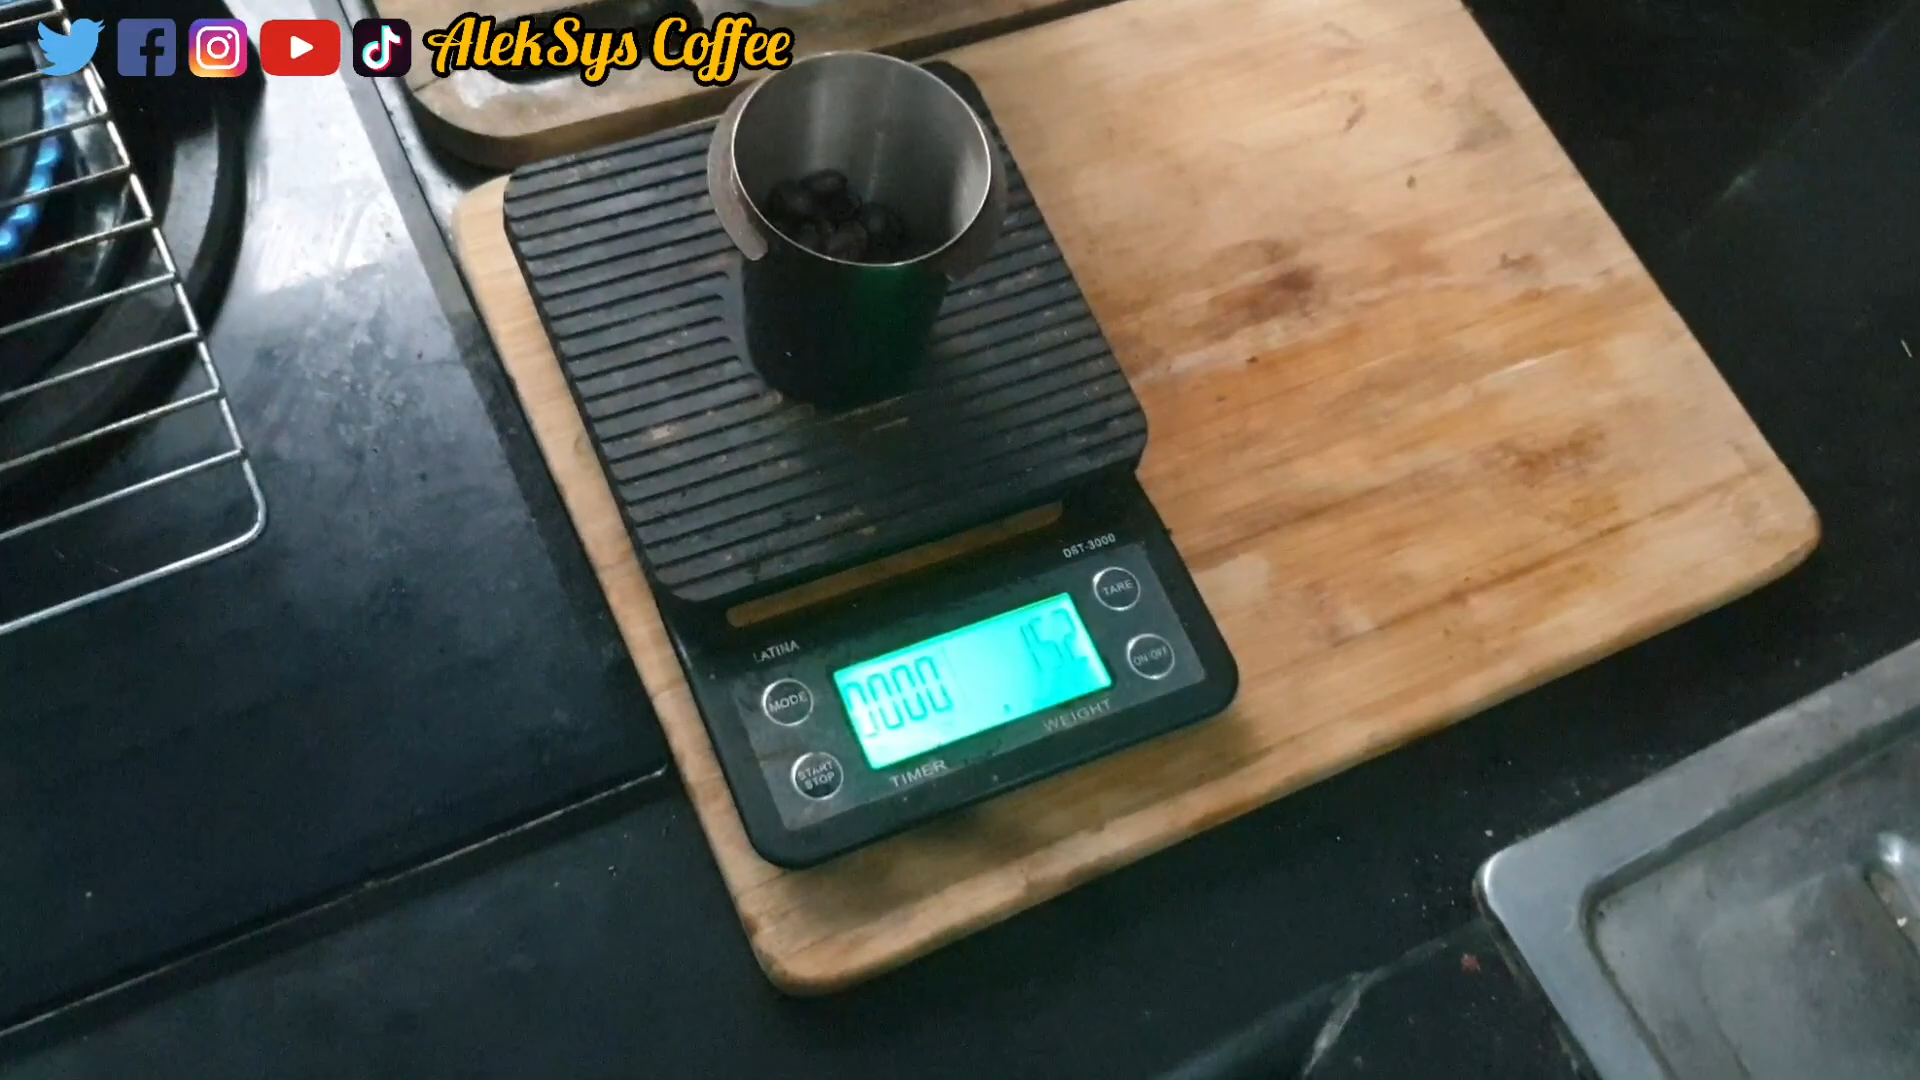 AlekSys Coffee
DST-3000
TARE
LATINA
ON/OFF
MODE
0000
152
WEIGHT
START
STOP
TIMER